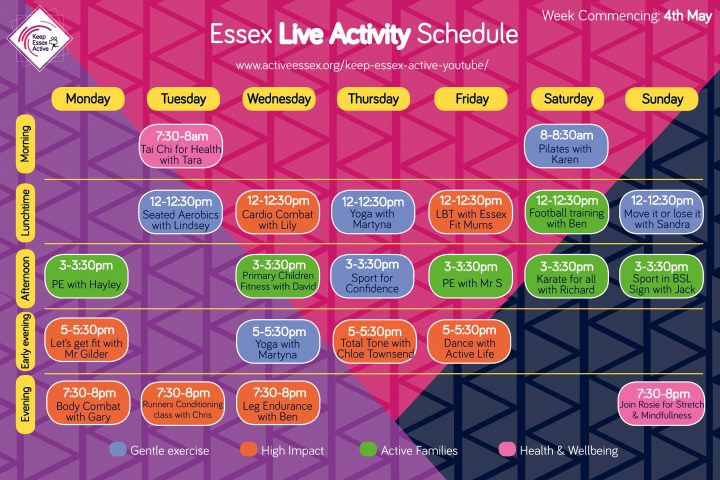 Keep
Essex
Active
Essex Live Activity Schedule
Week Commencing: 4th May
www.activeessex.org/keep-essex-active-youtube/
Monday
Tuesday
Wednesday
Thursday
Friday
Saturday
Sunday
Morning
7:30-8am
Tai Chi for Health
with Tara
8-8:30am
Pilates with
Karen
Lunchtime
12-12:30pm
Seated Aerobics
with Lindsey
12-12:30pm
Cardio Combat
with Lily
12-12:30pm
Yoga with
Martyna
12-12:30pm
LBT with Essex
Fit Mums
12-12:30pm
Football training
with Ben
12-12:30pm
Move it or lose it
with Sandra
Afternoon
3-3:30pm
PE with Hayley
3-3:30pm
Primary Children
Fitness with David
3-3:30pm
Sport for
Confidence
3-3:30pm
PE with Mr S
3-3:30pm
Karate for all
with Richard
3-3:30pm
Sport in BSL
Sign with Jack
Early evening
5-5:30pm
Let's get fit with
Mr Gilder
5-5:30pm
Yoga with
Martyna
5-5:30pm
Total Tone with
Chloe Townsend
5-5:30pm
Dance with
Active Life
Evening
7:30-8pm
Body Combat
with Gary
7:30-8pm
Runners Conditioning
class with Chris
7:30-8pm
Leg Endurance
with Ben
7:30-8pm
Join Rosie for Stretch
& Mindfullness
Gentle exercise
High Impact
Active Families
Health & Wellbeing